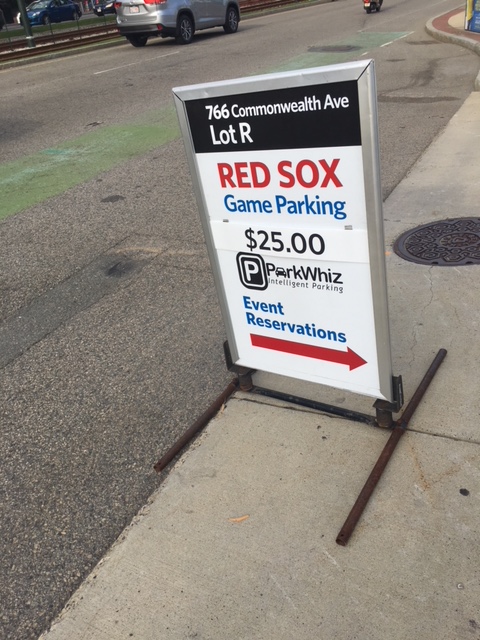 766 Commonwealth Ave
Lot R
RED SOX
Game Parking
$25.00
P ParkWhiz
Intelligent Parking
Event
Reservations